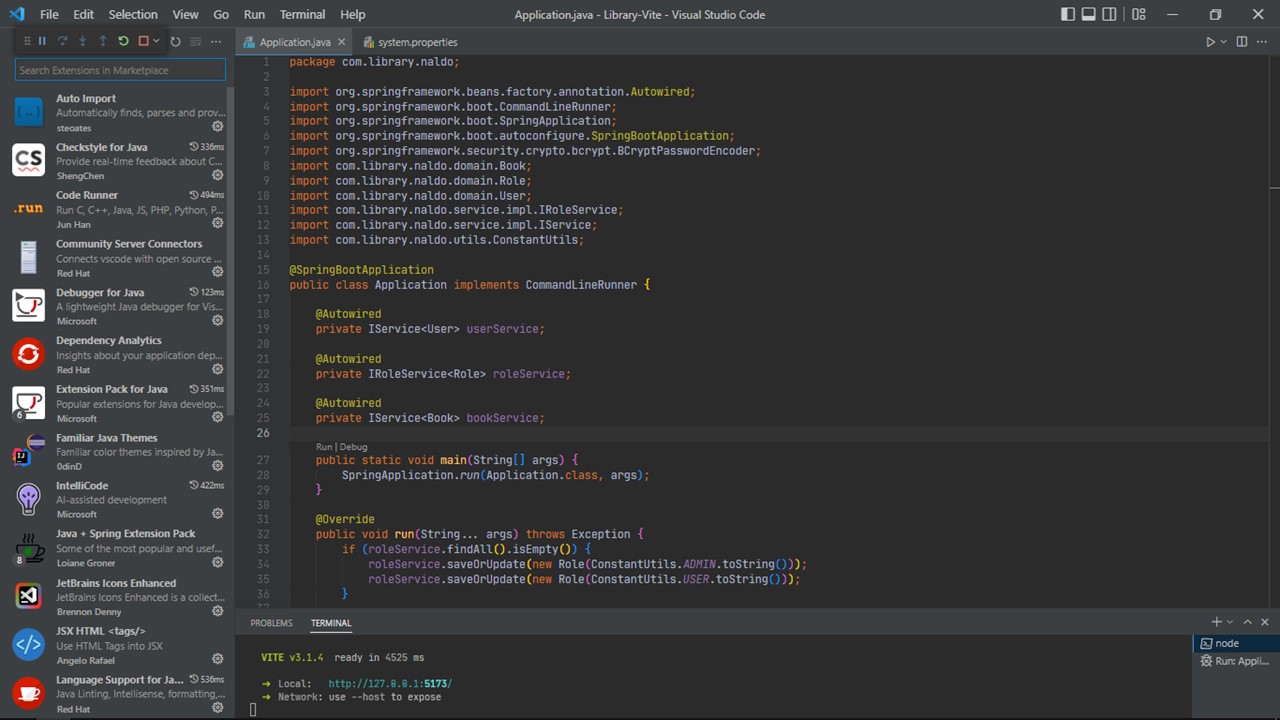 File Edit Selection View Go Run Terminal Help
Application.java - Library-Vite - Visual Studio Code
Search Extensions in Marketplace
Auto Import
Automatically finds, parses and prov...
steoates
Checkstyle for Java 336ms
Provide real-time feedback about C...
ShengChen
CS
Code Runner 494ms
Run C, C++, Java, JS, PHP, Python, P...
Jun Han
.run
Community Server Connectors
Connects vscode with open source ...
Red Hat
Debugger for Java 123ms
A lightweight Java debugger for Vis...
Microsoft
Dependency Analytics
Insights about your application dep...
Red Hat
Extension Pack for Java 351ms
Popular extensions for Java develop...
Microsoft
6
Familiar Java Themes
Familiar color themes inspired by Ja...
0dinD
IntelliCode 422ms
AI-assisted development
Microsoft
Java + Spring Extension Pack
Some of the most popular and usef...
Loiane Groner
8
JetBrains Icons Enhanced
JetBrains Icons Enhanced is a collect...
Brennon Denny
JSX HTML <tags/>
Use HTML Tags into JSX
Angelo Rafael
</>
Language Support for Ja... 536ms
Java Linting, Intellisense, formatting,...
Red Hat
Application.java system.properties
1 package com.library.naldo;
2
3 import org.springframework.beans.factory.annotation.Autowired;
4 import org.springframework.boot.CommandLineRunner;
5 import org.springframework.boot.SpringApplication;
6 import org.springframework.boot.autoconfigure.SpringBootApplication;
7 import org.springframework.security.crypto.bcrypt.BCryptPasswordEncoder;
8 import com.library.naldo.domain.Book;
9 import com.library.naldo.domain.Role;
10 import com.library.naldo.domain.User;
11 import com.library.naldo.service.impl.IRoleService;
12 import com.library.naldo.service.impl.IService;
13 import com.library.naldo.utils.ConstantUtils;
14
15 @SpringBootApplication
16 public class Application implements CommandLineRunner {
17
18 @Autowired
19 private IService<User> userService;
20
21 @Autowired
22 private IRoleService<Role> roleService;
23
24 @Autowired
25 private IService<Book> bookService;
26
Run | Debug
27 public static void main(String[] args) {
28 SpringApplication.run(Application.class, args);
29 }
30
31 @Override
32 public void run(String... args) throws Exception {
33 if (roleService.findAll().isEmpty()) {
34 roleService.saveOrUpdate(new Role(ConstantUtils.ADMIN.toString()));
35 roleService.saveOrUpdate(new Role(ConstantUtils.USER.toString()));
36 }
37
PROBLEMS TERMINAL
VITE v3.1.4 ready in 4525 ms
➜ Local: http://127.0.0.1:5173/
➜ Network: use --host to expose
node
Run: Appli...